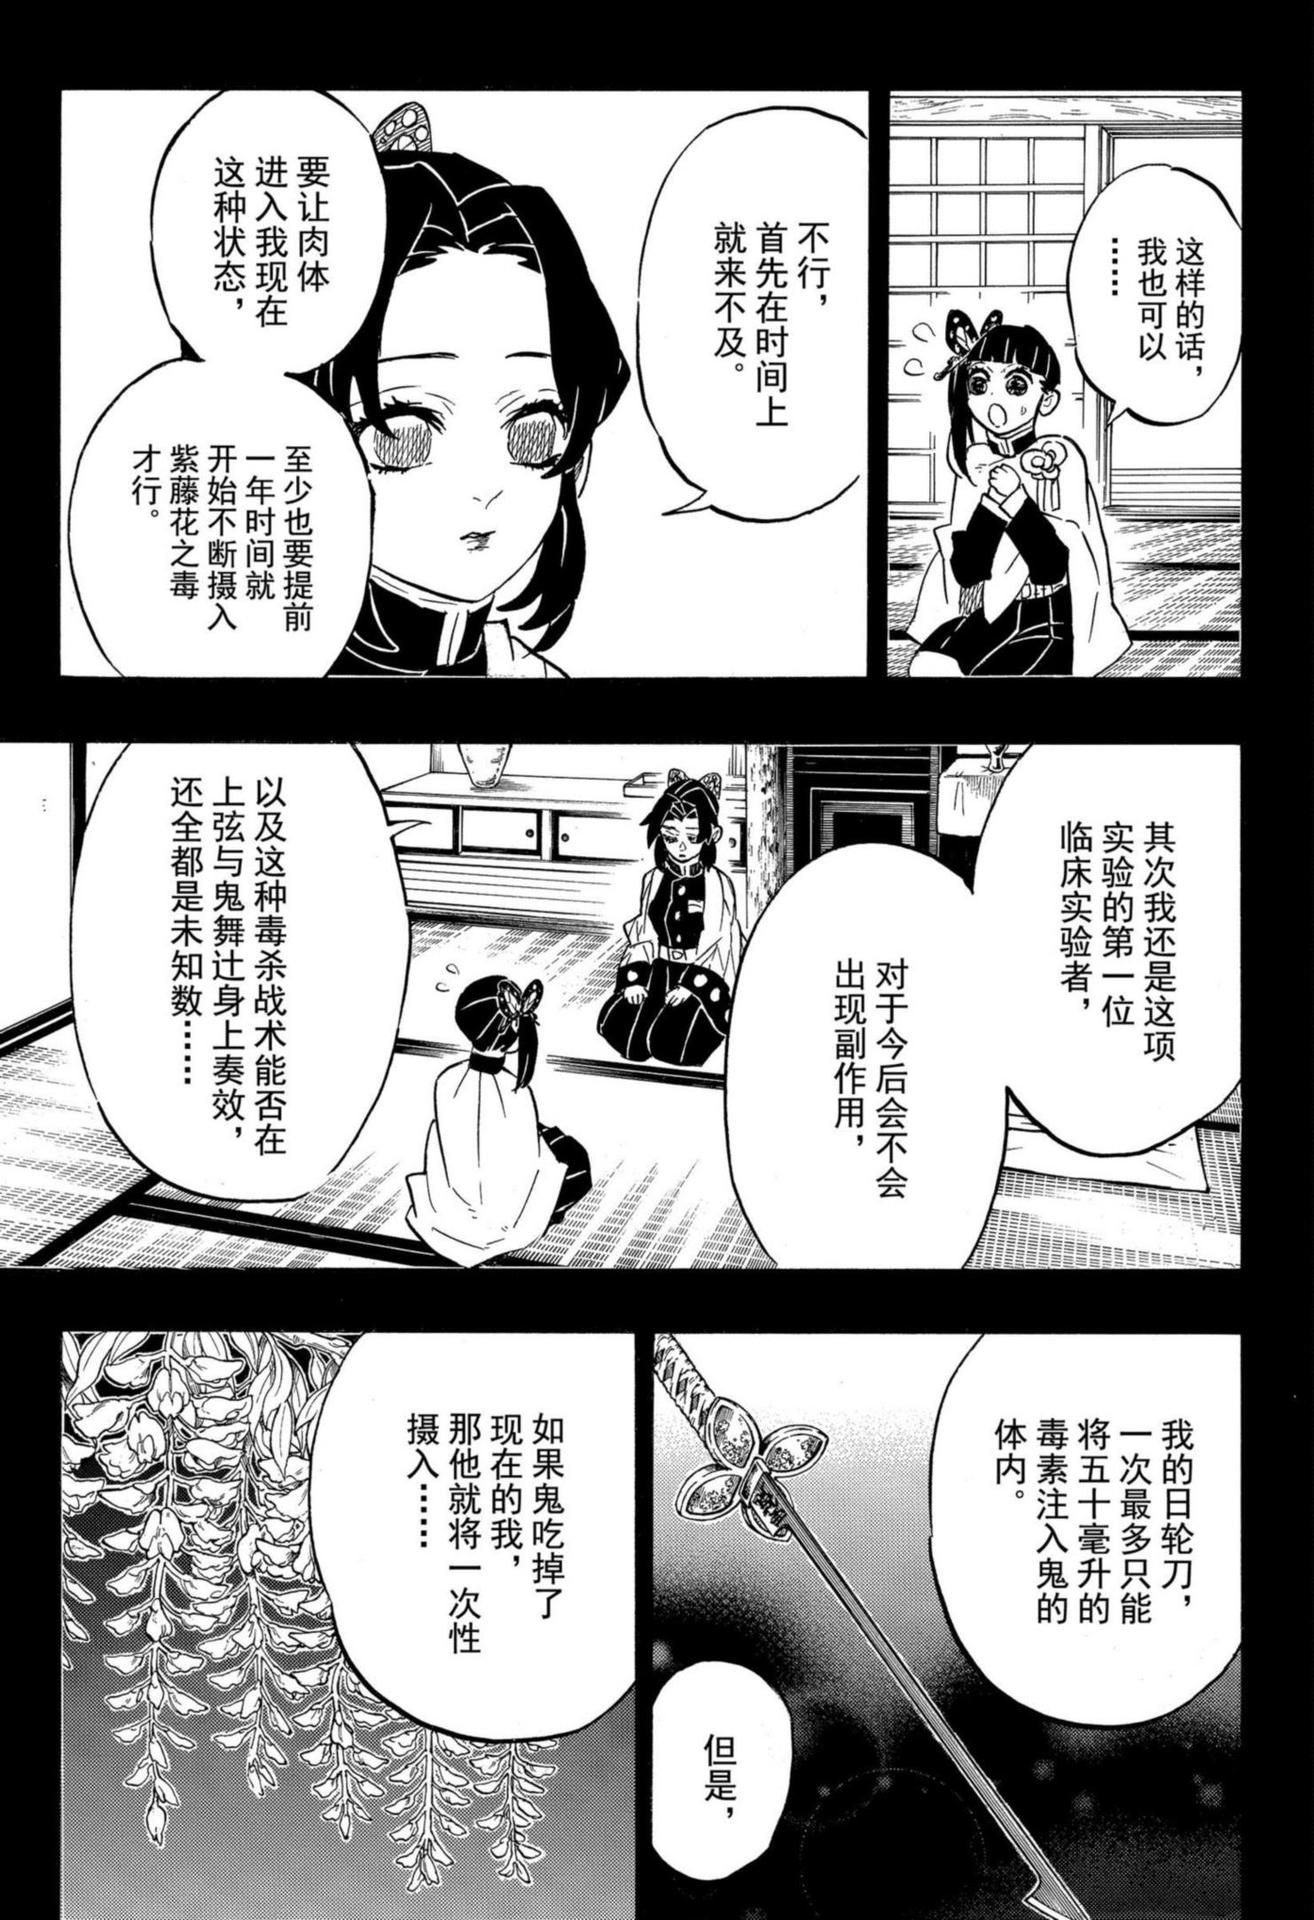 这样的话，
我也可以
……
不行，
首先在时间上
就来不及。
要让肉体
进入我现在
这种状态，
至少也要提前
一年时间就
开始不断摄入
紫藤花之毒
才行。
其次我还是这项
实验的第一位
临床实验者，
对于今后会不会
出现副作用，
以及这种毒杀战术能否在
上弦与鬼舞辻身上奏效，
还全都是未知数……
我的日轮刀，
一次最多只能
将五十毫升的
毒素注入鬼的
体内。
但是，
如果鬼吃掉了
现在的我，
那他就将一次性
摄入……